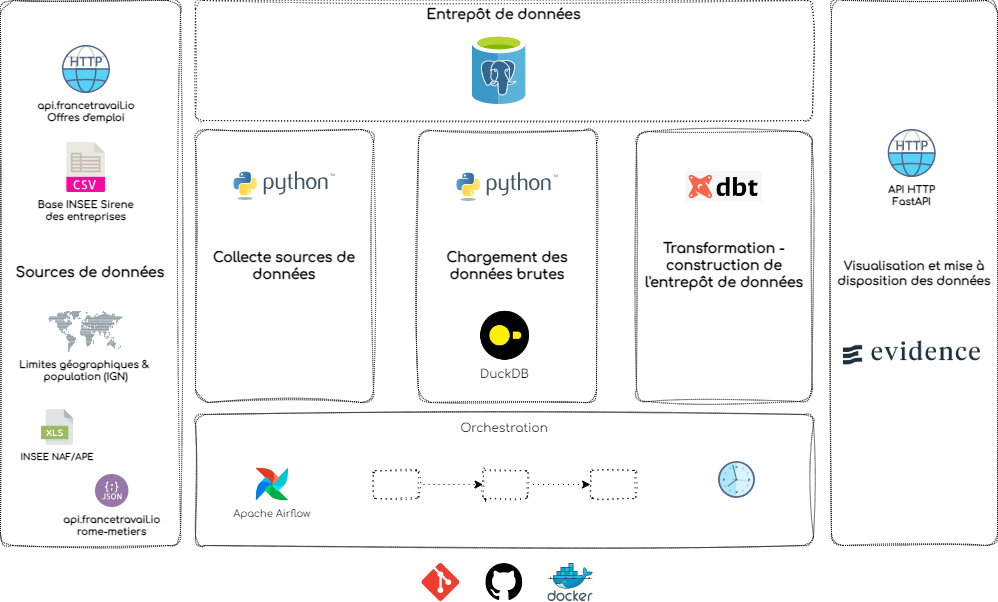 HTTP
api.francetravail.io
Offres d'emploi
CSV
Base INSEE Sirene
des entreprises
Sources de données
Limites géographiques &
population (IGN)
XLS
INSEE NAF/APE
{;}
JSON
api.francetravail.io
rome-metiers
Entrepôt de données
python™
Collecte sources de
données
python™
Chargement des
données brutes
DuckDB
dbt
Transformation -
construction de
l'entrepôt de données
Orchestration
Apache Airflow
HTTP
API HTTP
FastAPI
Visualisation et mise à
disposition des données
evidence
docker